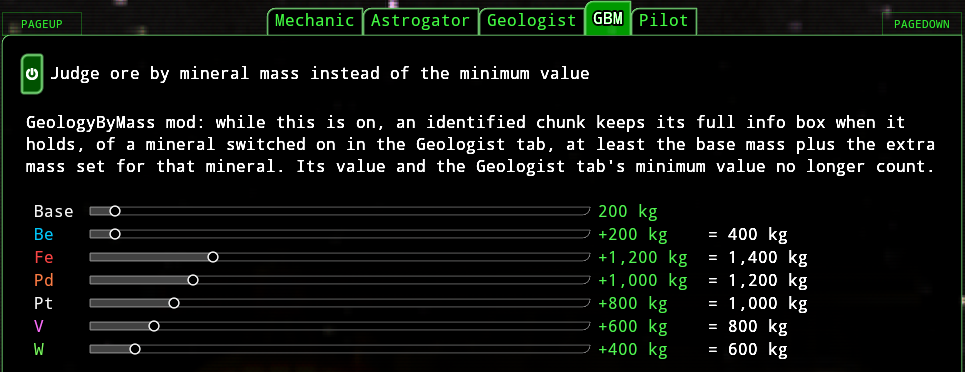 PAGEUP
Mechanic
Astrogator
Geologist
GBM
Pilot
PAGEDOWN
Judge ore by mineral mass instead of the minimum value
GeologyByMass mod: while this is on, an identified chunk keeps its full info box when it
holds, of a mineral switched on in the Geologist tab, at least the base mass plus the extra
mass set for that mineral. Its value and the Geologist tab's minimum value no longer count.
Base 200 kg
Be +200 kg = 400 kg
Fe +1,200 kg = 1,400 kg
Pd +1,000 kg = 1,200 kg
Pt +800 kg = 1,000 kg
V +600 kg = 800 kg
W +400 kg = 600 kg